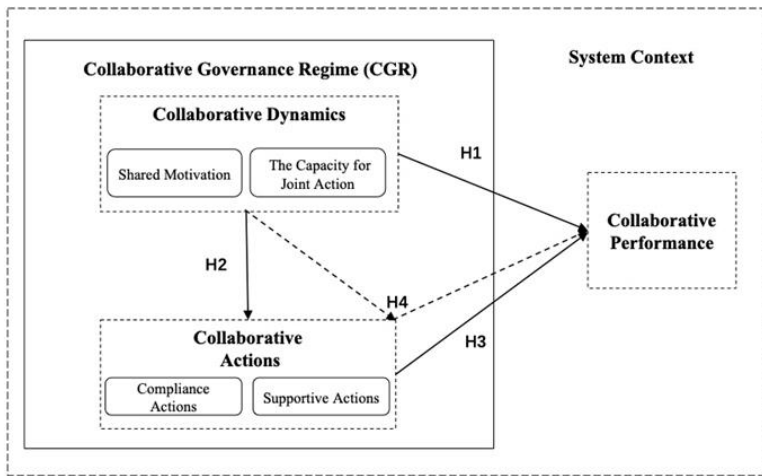 Collaborative Governance Regime (CGR)
System Context
Collaborative Dynamics
Shared Motivation
The Capacity for
Joint Action
H1
Collaborative
Performance
H2
H4
H3
Collaborative
Actions
Compliance
Actions
Supportive Actions